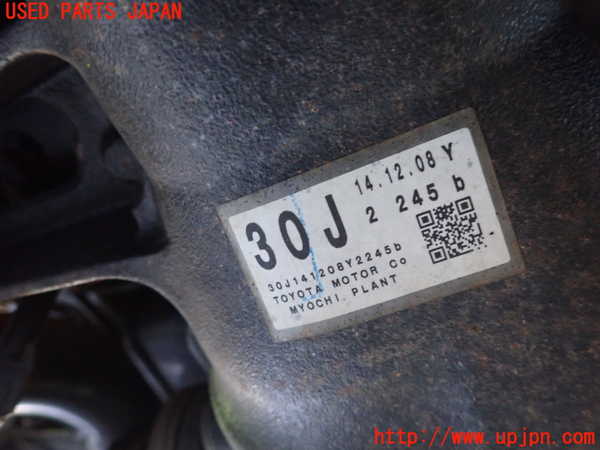 USED PARTS JAPAN
30J 14.12.08 Y
2 245 b
30J141208Y2245b
TOYOTA MOTOR Co
MYOCHI PLANT
http://www.upjpn.com